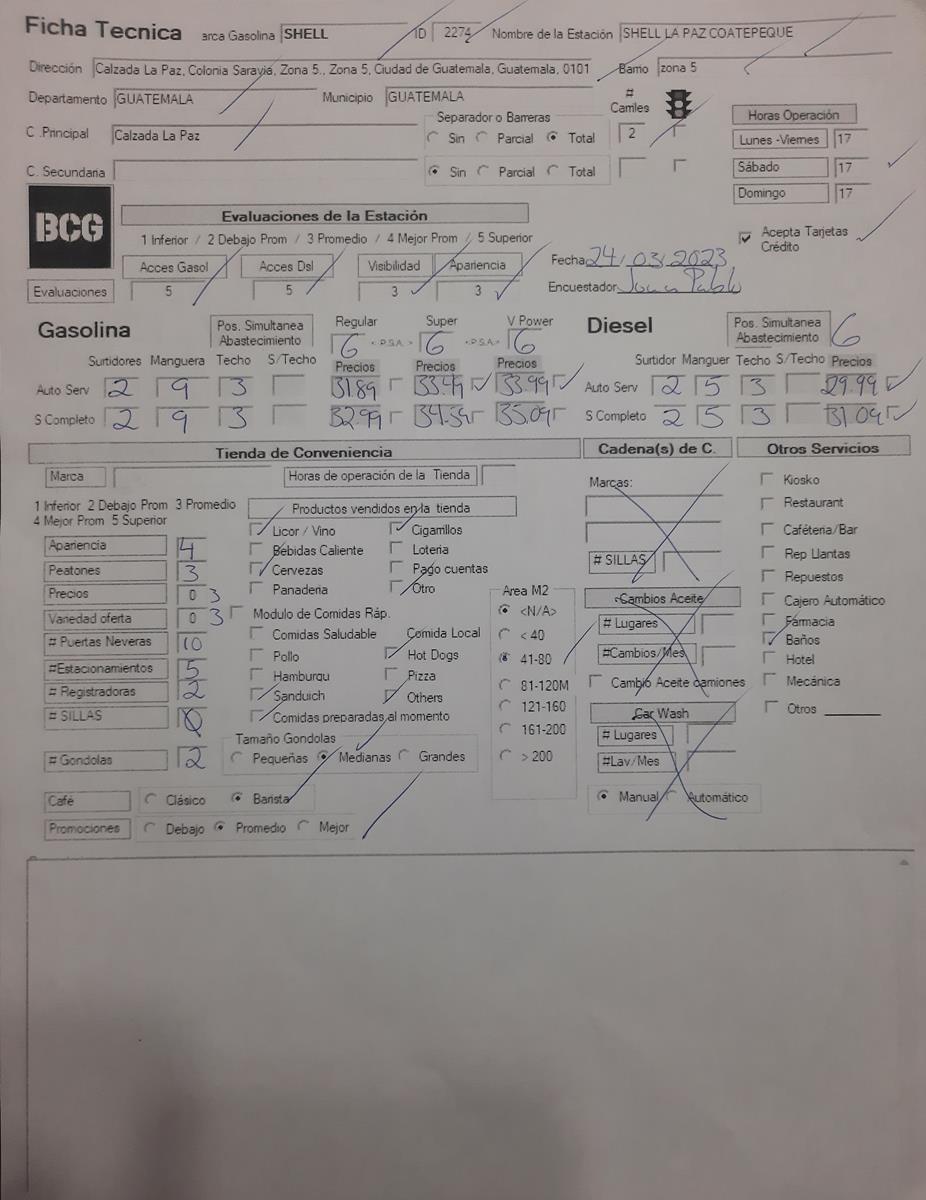 Ficha Tecnica arca Gasolina SHELL ID 2274 Nombre de la Estación SHELL LA PAZ COATEPEQUE
Dirección Calzada La Paz, Colonia Saravia, Zona 5., Zona 5, Ciudad de Guatemala, Guatemala, 0101 Barrio zona 5
Departamento GUATEMALA Municipio GUATEMALA # Carriles
Separador o Barreras Horas Operación
C .Principal Calzada La Paz Sin Parcial Total 2 Lunes -Viernes 17
C. Secundaria Sin Parcial Total Sábado 17
Domingo 17
BCG Evaluaciones de la Estación
1 Inferior / 2 Debajo Prom / 3 Promedio / 4 Mejor Prom / 5 Superior Acepta Tarjetas Crédito
Acces Gasol Acces Dsl Visibilidad Apariencia Fecha 24/03/2023
Evaluaciones 5 5 3 3 Encuestador Juan Pablo
Gasolina Pos. Simultanea Abastecimiento Regular Super V Power Diesel Pos. Simultanea Abastecimiento 6
6 < .P.S.A. > 6 <.P.S.A.> 6
Surtidores Manguera Techo S/Techo Precios Precios Precios Surtidor Manguer Techo S/Techo Precios
Auto Serv 2 9 3 31.89 33.49 33.99 Auto Serv 2 5 3 29.99
S Completo 2 9 3 32.99 34.59 35.09 S Completo 2 5 3 31.09
Tienda de Conveniencia Cadena(s) de C. Otros Servicios
Marca Horas de operación de la Tienda Marcas: Kiosko
1 Inferior 2 Debajo Prom 3 Promedio
4 Mejor Prom 5 Superior
Productos vendidos en la tienda Restaurant
Licor / Vino Cigarrillos Caféteria/Bar
Apariencia 4 Bebidas Caliente Loteria # SILLAS Rep Llantas
Peatones 3 Cervezas Pago cuentas Repuestos
Precios 0 3 Panaderia Otro Area M2 Cambios Aceite Cajero Automático
Variedad oferta 0 3 Modulo de Comidas Ráp. <N/A> # Lugares Fármacia
# Puertas Neveras 10 Comidas Saludable Comida Local < 40 Baños
#Estacionamientos 5 Pollo Hot Dogs 41-80 #Cambios/Mes Hotel
# Registradoras 2 Hamburqu Pizza 81-120M Cambio Aceite camiones Mecánica
# SILLAS 0 Sanduich Others 121-160 Car Wash Otros
Comidas preparadas al momento 161-200 # Lugares
Tamaño Gondolas
# Gondolas 2 Pequeñas Medianas Grandes > 200 #Lav/Mes
Café Clásico Barista Manual Automático
Promociones Debajo Promedio Mejor